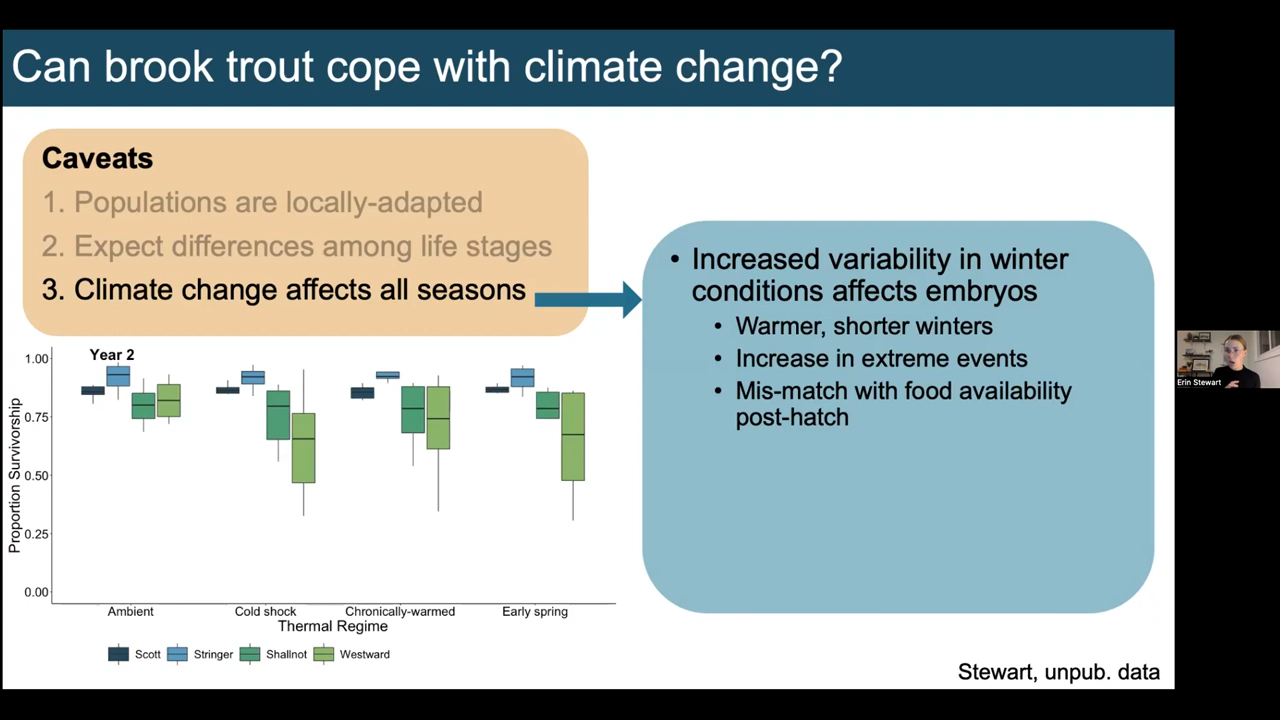 Can brook trout cope with climate change?
Caveats
1. Populations are locally-adapted
2. Expect differences among life stages
3. Climate change affects all seasons
• Increased variability in winter
conditions affects embryos
• Warmer, shorter winters
• Increase in extreme events
• Mis-match with food availability
post-hatch
Year 2
Proportion Survivorship
1.00
0.75
0.50
0.25
0.00
Ambient
Cold shock
Chronically-warmed
Early spring
Thermal Regime
Scott
Stringer
Shallnot
Westward
Stewart, unpub. data
Erin Stewart